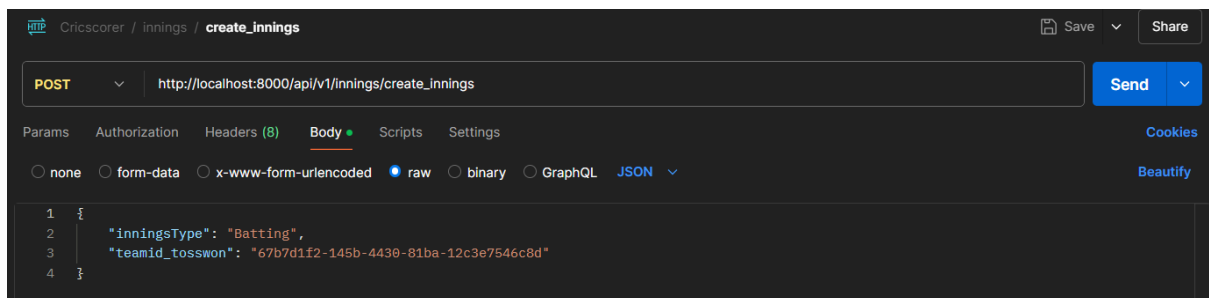 HTTP Cricscorer / innings / create_innings Save Share
POST http://localhost:8000/api/v1/innings/create_innings Send
Params Authorization Headers (8) Body Scripts Settings Cookies
none form-data x-www-form-urlencoded raw binary GraphQL JSON Beautify
1 {
2 "inningsType": "Batting",
3 "teamid_tosswon": "67b7d1f2-145b-4430-81ba-12c3e7546c8d"
4 }